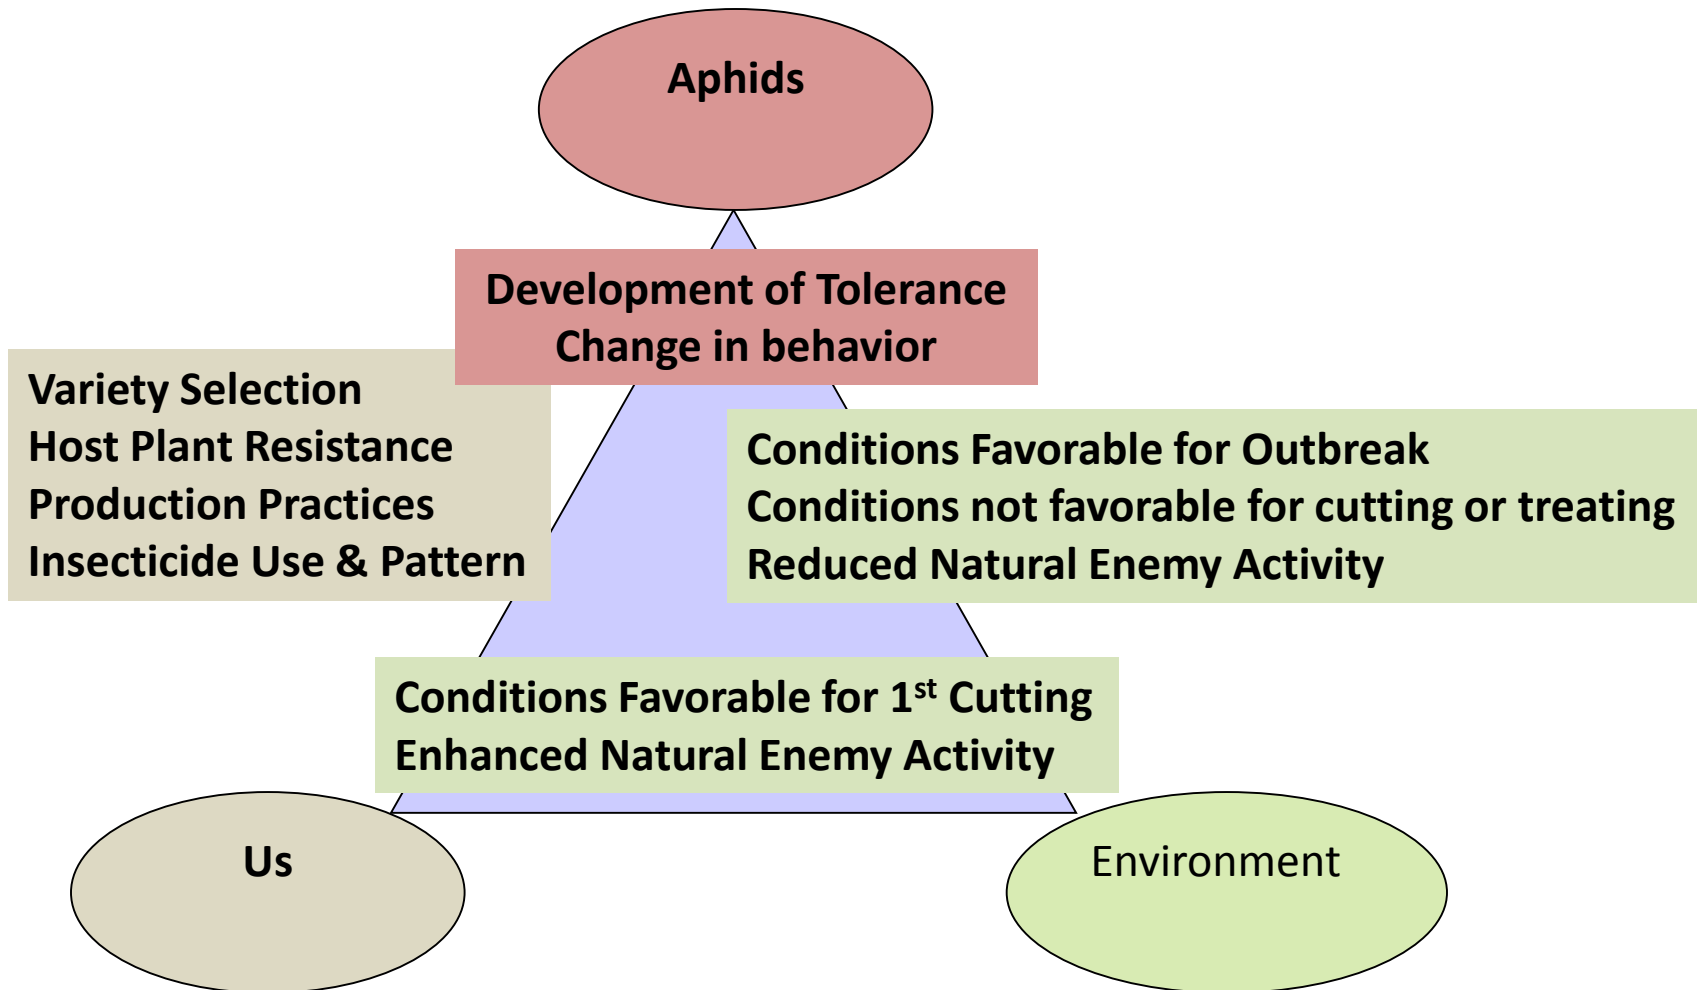 Aphids
Development of Tolerance
Change in behavior
Variety Selection
Host Plant Resistance
Production Practices
Insecticide Use & Pattern
Conditions Favorable for Outbreak
Conditions not favorable for cutting or treating
Reduced Natural Enemy Activity
Conditions Favorable for 1st Cutting
Enhanced Natural Enemy Activity
Us
Environment